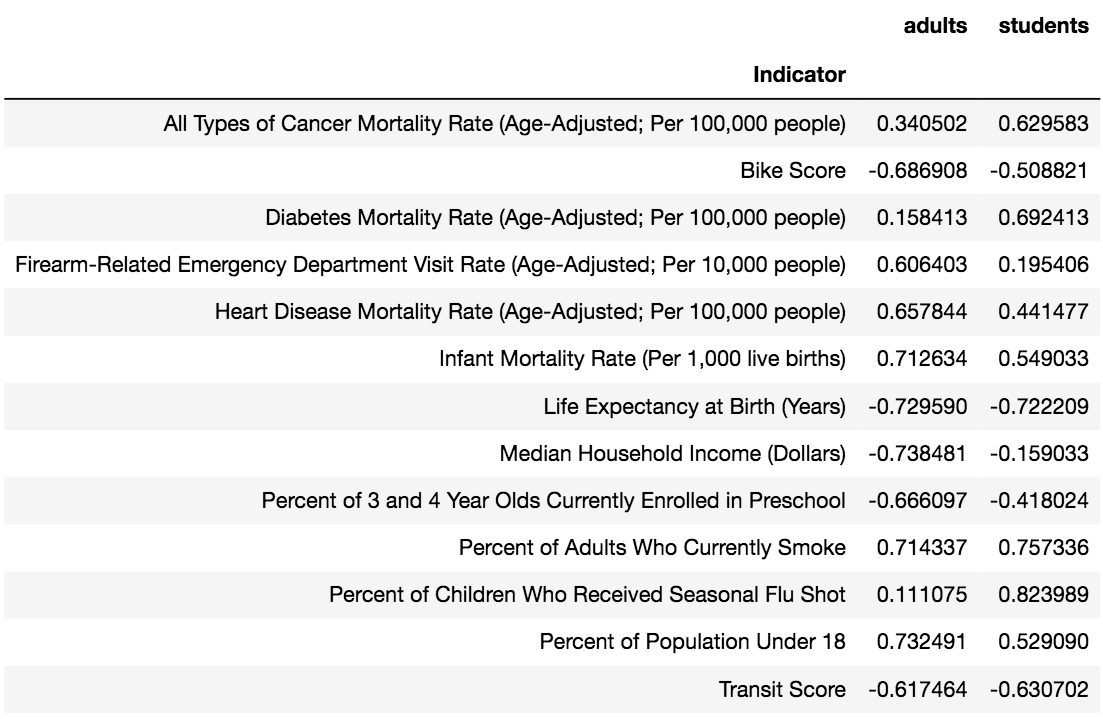 adults students
Indicator
All Types of Cancer Mortality Rate (Age-Adjusted; Per 100,000 people) 0.340502 0.629583
Bike Score -0.686908 -0.508821
Diabetes Mortality Rate (Age-Adjusted; Per 100,000 people) 0.158413 0.692413
Firearm-Related Emergency Department Visit Rate (Age-Adjusted; Per 10,000 people) 0.606403 0.195406
Heart Disease Mortality Rate (Age-Adjusted; Per 100,000 people) 0.657844 0.441477
Infant Mortality Rate (Per 1,000 live births) 0.712634 0.549033
Life Expectancy at Birth (Years) -0.729590 -0.722209
Median Household Income (Dollars) -0.738481 -0.159033
Percent of 3 and 4 Year Olds Currently Enrolled in Preschool -0.666097 -0.418024
Percent of Adults Who Currently Smoke 0.714337 0.757336
Percent of Children Who Received Seasonal Flu Shot 0.111075 0.823989
Percent of Population Under 18 0.732491 0.529090
Transit Score -0.617464 -0.630702